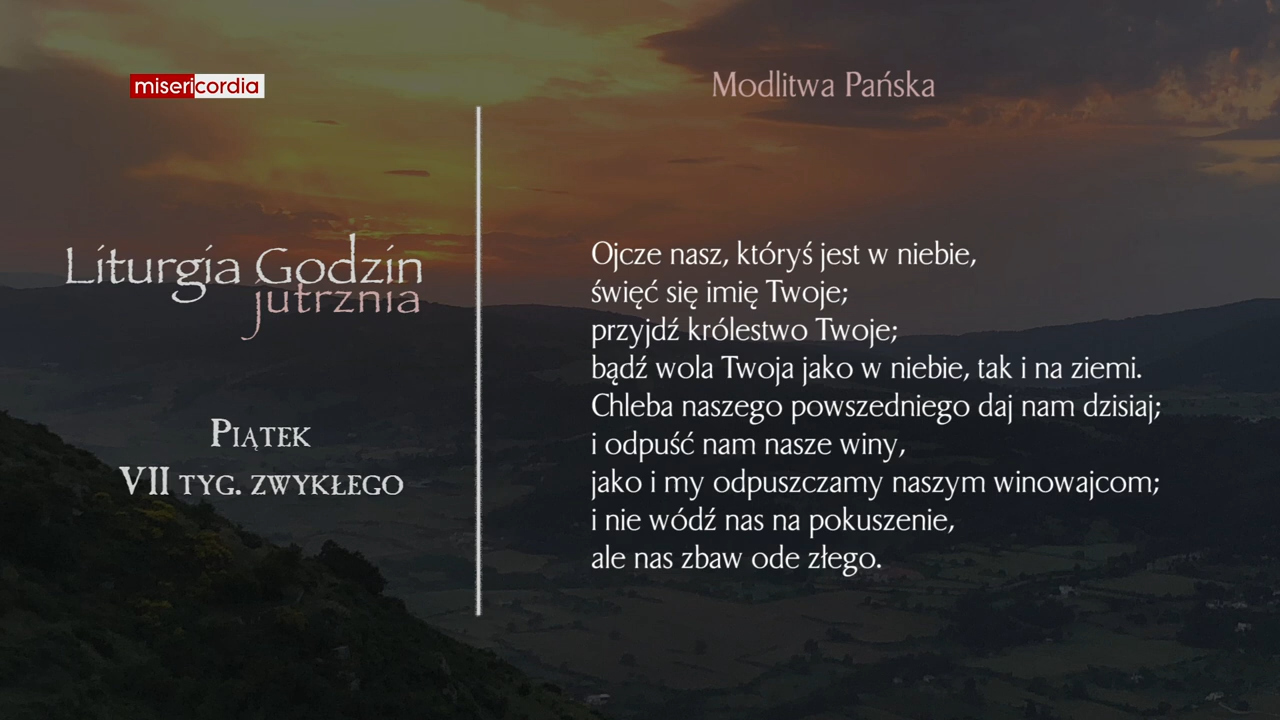 misericordia
Liturgia Godzin
jutrznia
Piątek
VII tyg. zwykłego
Modlitwa Pańska
Ojcze nasz, któryś jest w niebie,
święć się imię Twoje;
przyjdź królestwo Twoje;
bądź wola Twoja jako w niebie, tak i na ziemi.
Chleba naszego powszedniego daj nam dzisiaj;
i odpuść nam nasze winy,
jako i my odpuszczamy naszym winowajcom;
i nie wódź nas na pokuszenie,
ale nas zbaw ode złego.